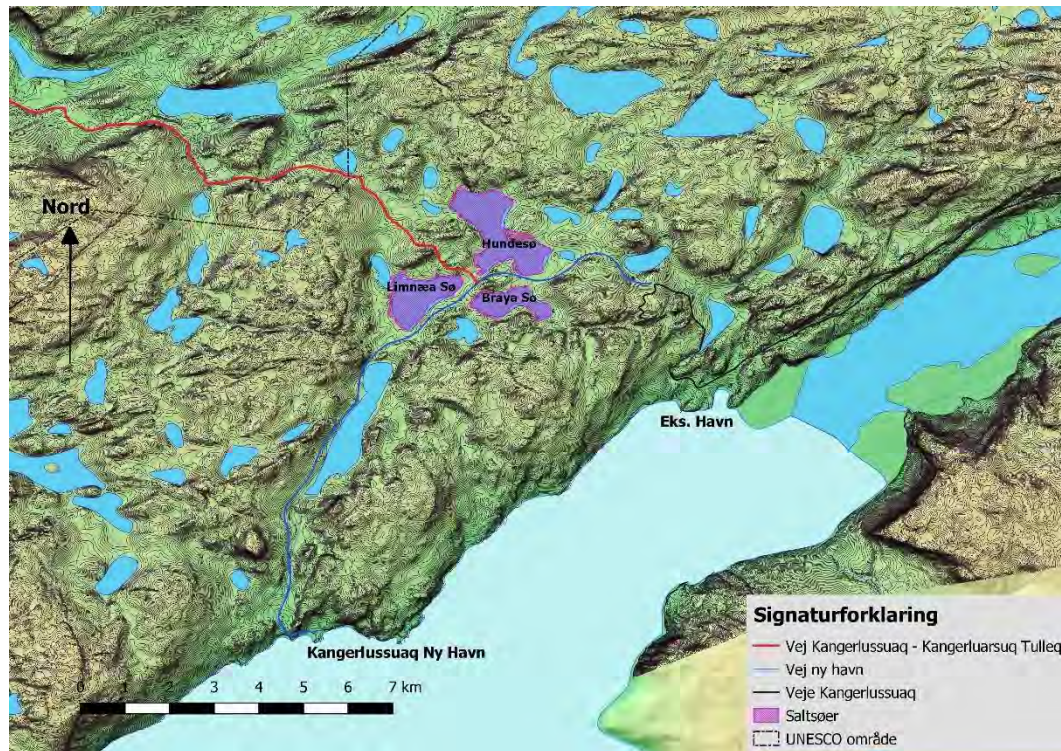 Nord
Hundesø
Limnæa Sø
Braya Sø
Eks. Havn
Kangerlussuaq Ny Havn
0 1 2 3 4 5 6 7 km
Signaturforklaring
Vej Kangerlussuaq - Kangerluarsuq Tulleq
Vej ny havn
Veje Kangerlussuaq
Saltsøer
UNESCO område